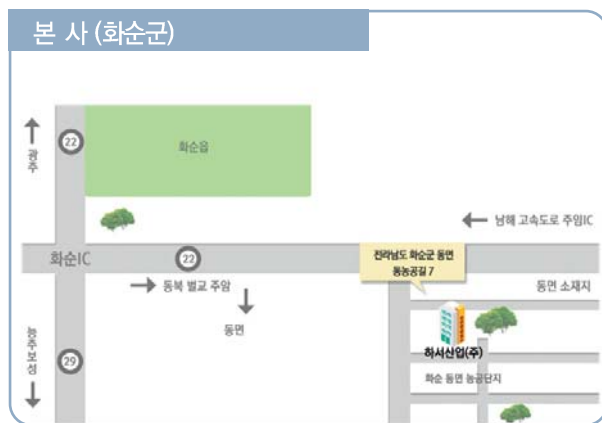 본 사 (화순군)
22
광주
화순읍
남해 고속도로 주암IC
화순IC
22
전라남도 화순군 동면
동농공길 7
동북 벌교 주암
동면 소재지
동면
능주보성
29
하서산업(주)
화순 동면 농공단지